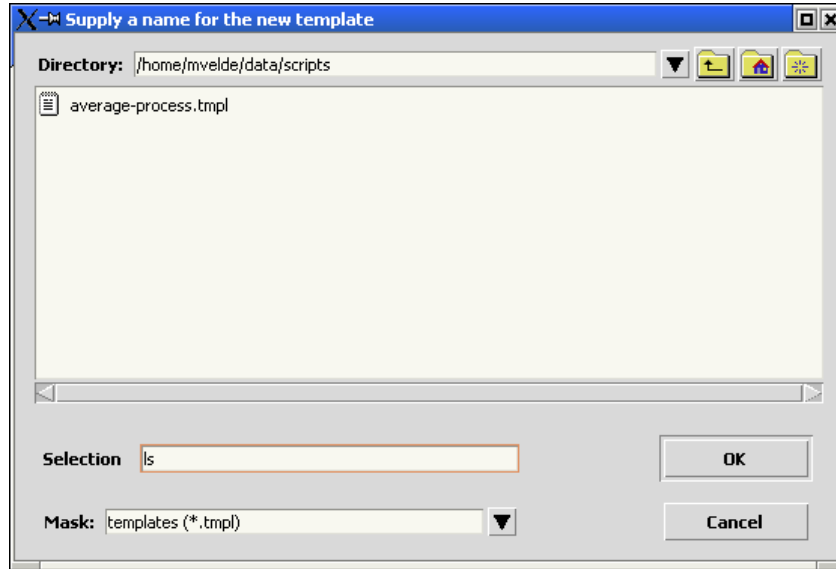 Supply a name for the new template
Directory: /home/mvelde/data/scripts
average-process.tmpl
Selection ls OK
Mask: templates (*.tmpl) Cancel